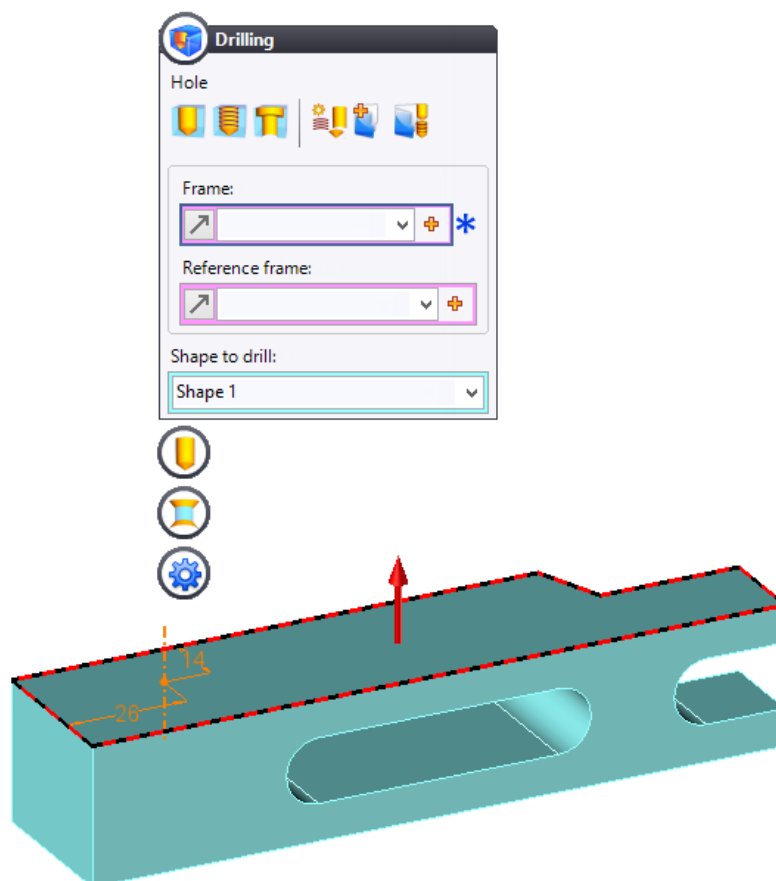 Drilling
Hole
Frame:
Reference frame:
Shape to drill:
Shape 1
14
26